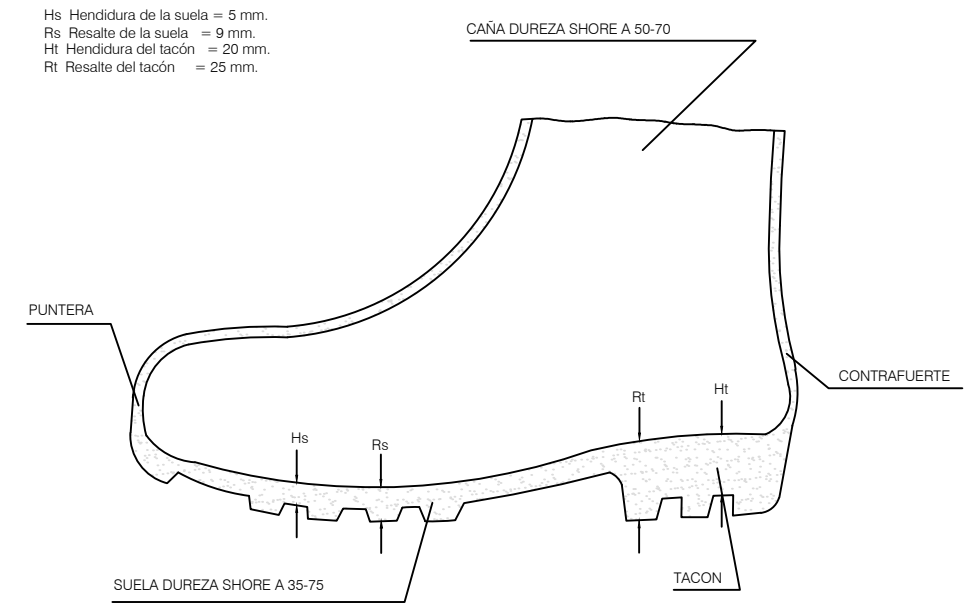 Hs Hendidura de la suela = 5 mm.
Rs Resalte de la suela = 9 mm.
Ht Hendidura del tacón = 20 mm.
Rt Resalte del tacón = 25 mm.
CAÑA DUREZA SHORE A 50-70
PUNTERA
CONTRAFUERTE
Ht
Rt
Hs
Rs
TACON
SUELA DUREZA SHORE A 35-75